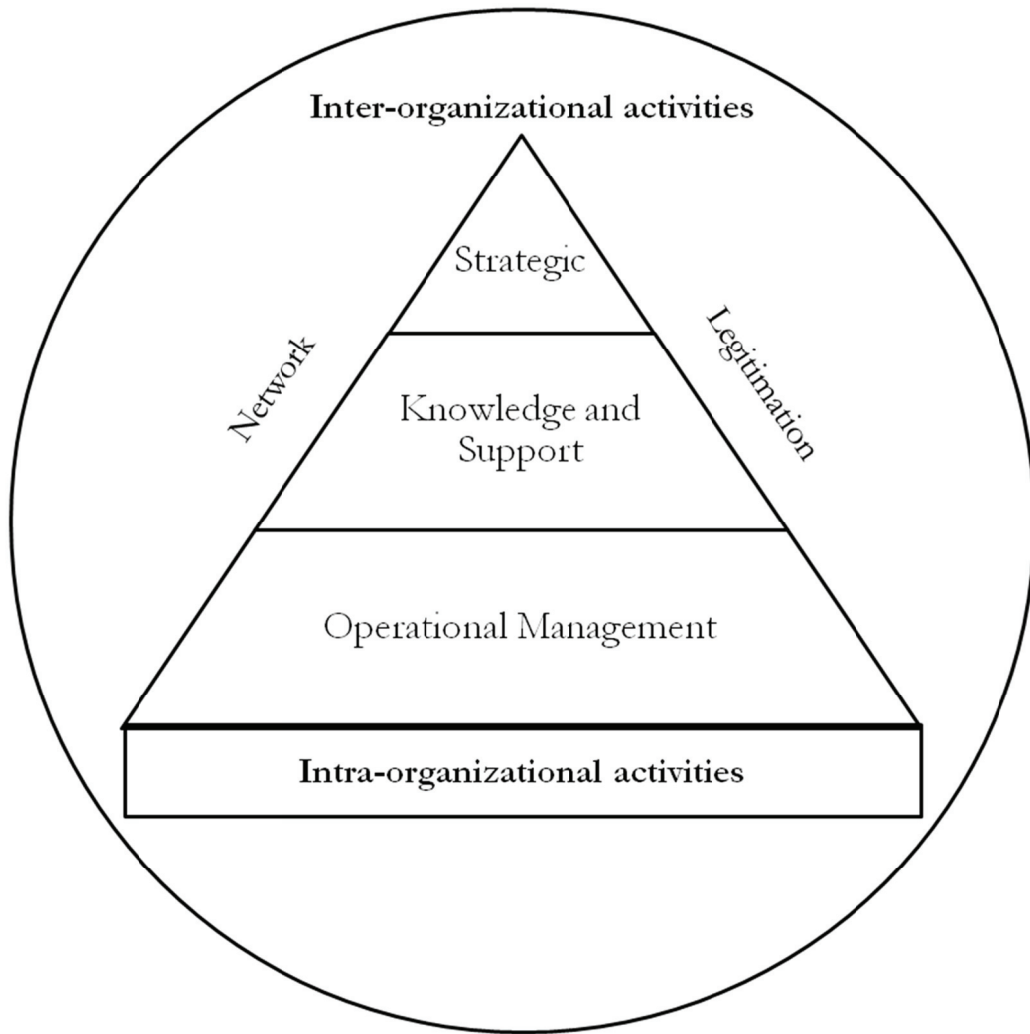 Inter-organizational activities
Strategic
Network
Legitimation
Knowledge and
Support
Operational Management
Intra-organizational activities